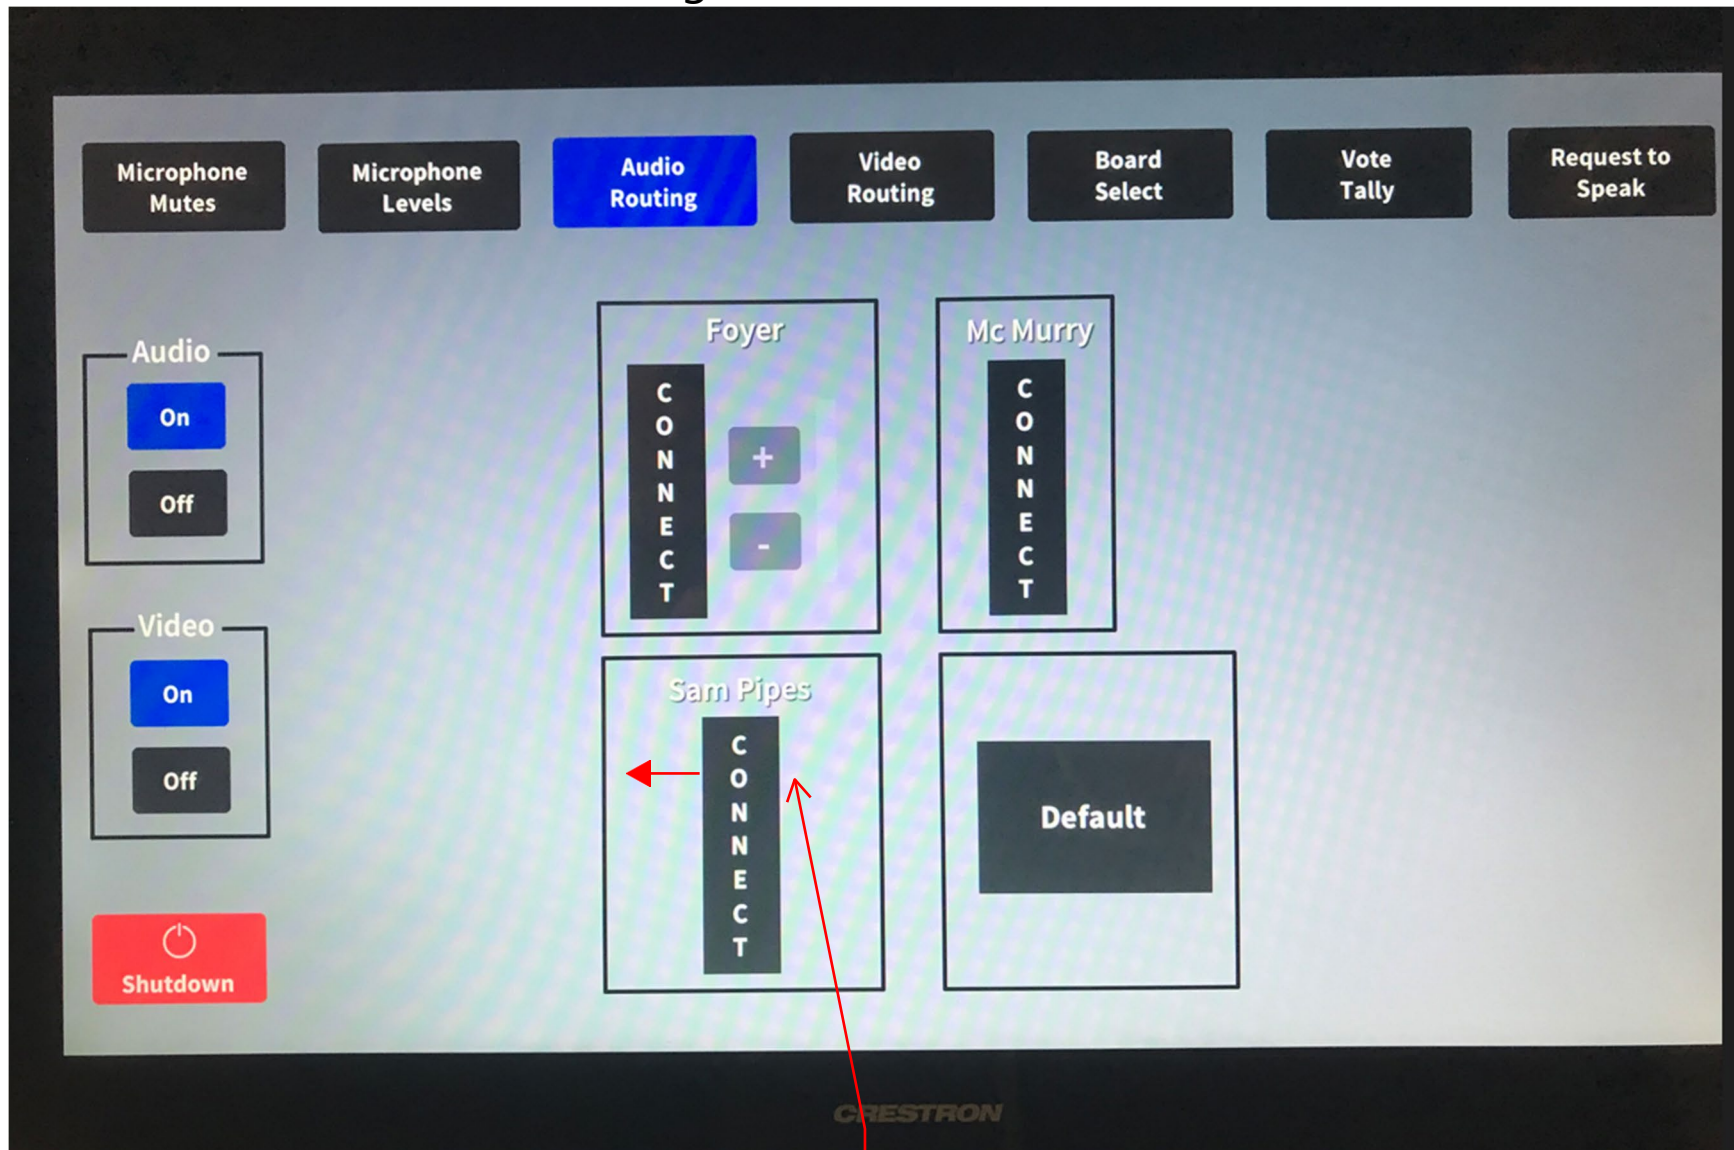 Microphone
Mutes
Microphone
Levels
Audio
Routing
Video
Routing
Board
Select
Vote
Tally
Request to
Speak
Audio
On
Off
Video
On
Off
Shutdown
Foyer
CONNECT
+
-
Mc Murry
CONNECT
Sam Pipes
CONNECT
Default
CRESTRON